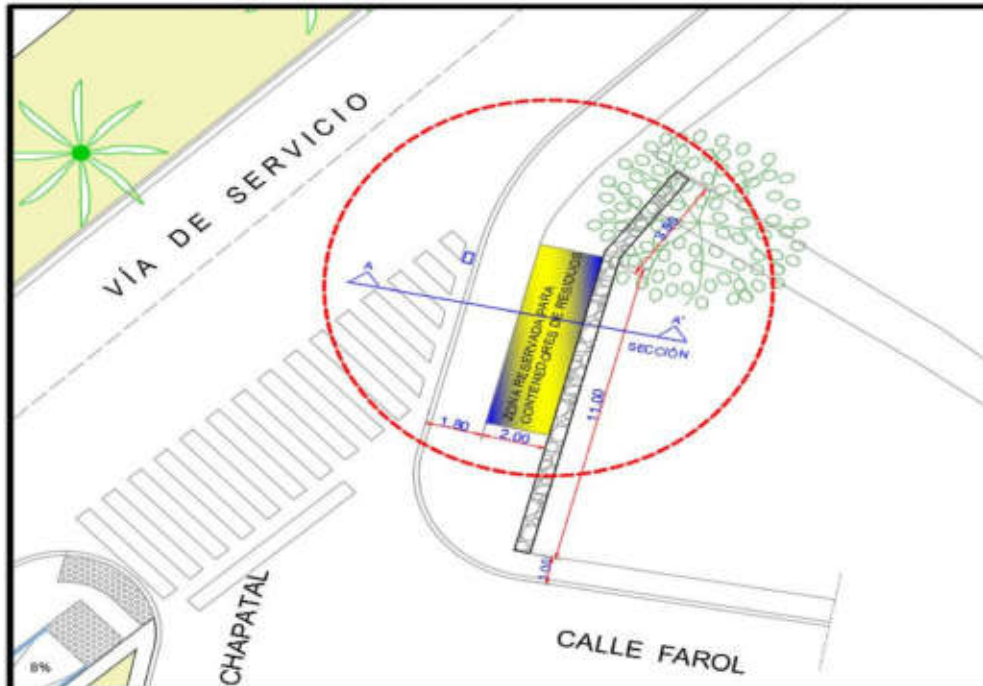 VÍA DE SERVICIO
A
A'
SECCIÓN
ZONA RESERVADA PARA
CONTENEDORES DE RESIDUOS
3.50
11.00
1.80
2.00
1.00
CHAPATAL
CALLE FAROL
8%